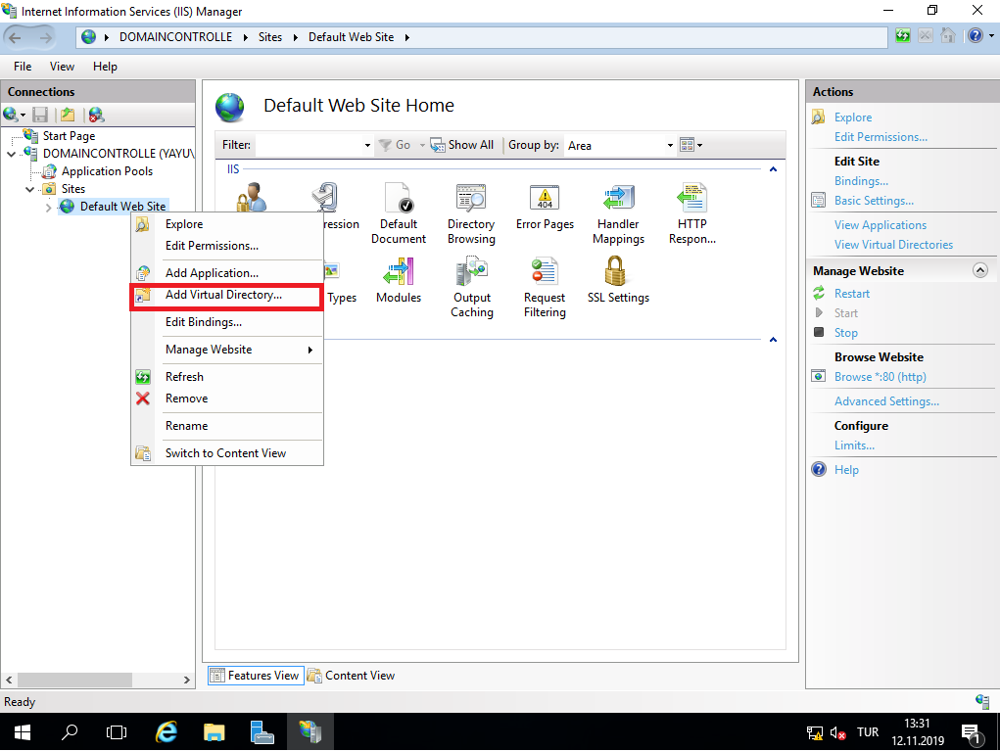 Internet Information Services (IIS) Manager
DOMAINCONTROLLE
Sites
Default Web Site
File
View
Help
Connections
Start Page
DOMAINCONTROLLE (YAYU\
Application Pools
Sites
Default Web Site
Explore
Edit Permissions...
Add Application...
Add Virtual Directory...
Edit Bindings...
Manage Website
Refresh
Remove
Rename
Switch to Content View
Default Web Site Home
Filter:
Go
Show All
Group by:
Area
IIS
ression
Default
Document
Directory
Browsing
Error Pages
404
Handler
Mappings
HTTP
Respon...
Types
Modules
Output
Caching
Request
Filtering
SSL Settings
Features View
Content View
Actions
Explore
Edit Permissions...
Edit Site
Bindings...
Basic Settings...
View Applications
View Virtual Directories
Manage Website
Restart
Start
Stop
Browse Website
Browse *:80 (http)
Advanced Settings...
Configure
Limits...
Help
Ready
TUR
13:31
12.11.2019
1